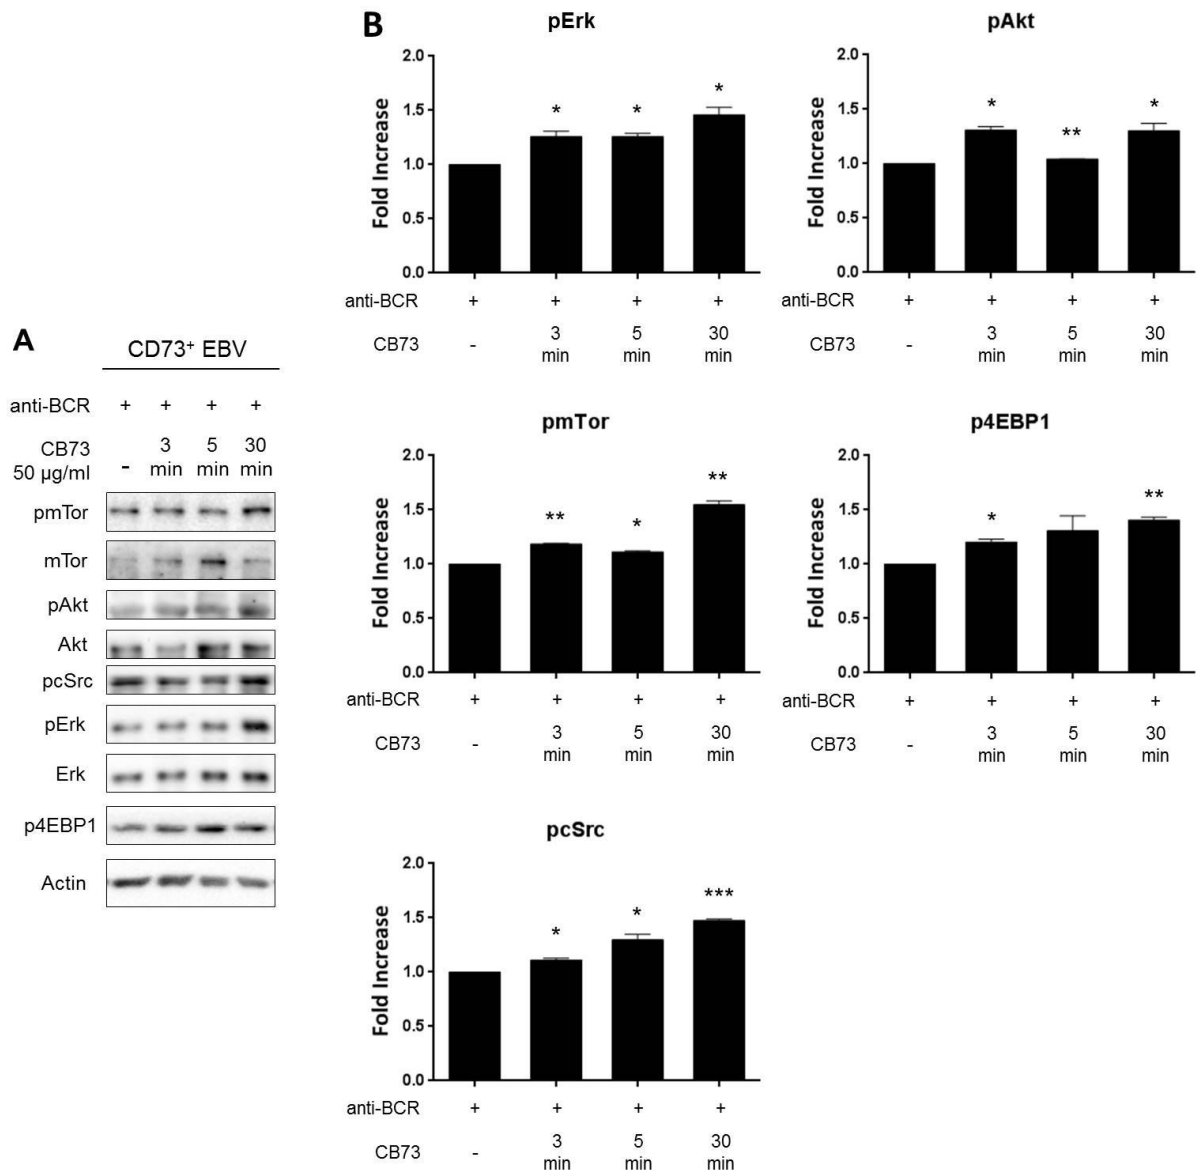 A
CD73⁺ EBV
anti-BCR + + + +
CB73 3 5 30
50 µg/ml - min min min
pmTor
mTor
pAkt
Akt
pcSrc
pErk
Erk
p4EBP1
Actin
B
pErk
Fold Increase
2.0
1.5
1.0
0.5
0.0
* * *
anti-BCR + + + +
CB73 - 3 5 30
min min min
pAkt
Fold Increase
2.0
1.5
1.0
0.5
0.0
* ** *
anti-BCR + + + +
CB73 - 3 5 30
min min min
pmTor
Fold Increase
2.0
1.5
1.0
0.5
0.0
** * **
anti-BCR + + + +
CB73 - 3 5 30
min min min
p4EBP1
Fold Increase
2.0
1.5
1.0
0.5
0.0
* **
anti-BCR + + + +
CB73 - 3 5 30
min min min
pcSrc
Fold Increase
2.0
1.5
1.0
0.5
0.0
* * ***
anti-BCR + + + +
CB73 - 3 5 30
min min min